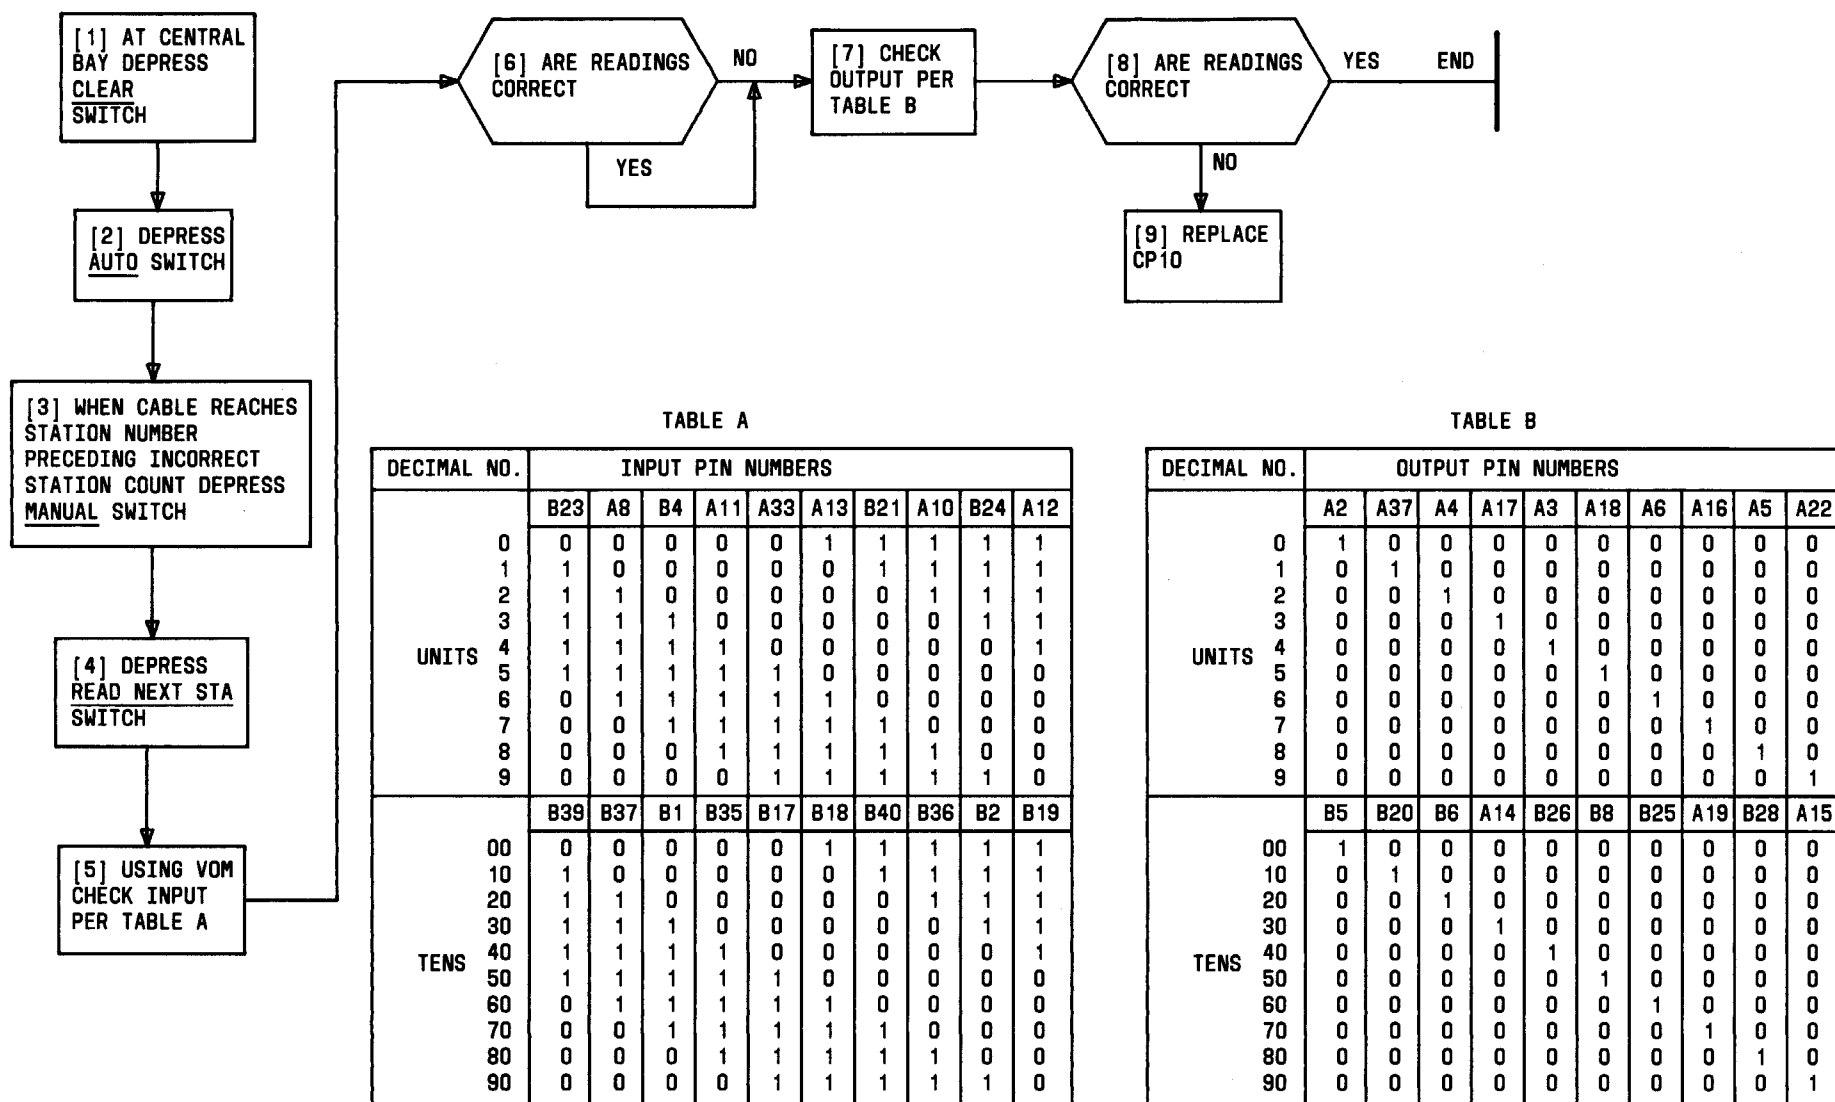 [1] AT CENTRAL
BAY DEPRESS
CLEAR
SWITCH
[2] DEPRESS
AUTO SWITCH
[3] WHEN CABLE REACHES
STATION NUMBER
PRECEDING INCORRECT
STATION COUNT DEPRESS
MANUAL SWITCH
[4] DEPRESS
READ NEXT STA
SWITCH
[5] USING VOM
CHECK INPUT
PER TABLE A
[6] ARE READINGS
CORRECT
NO
YES
[7] CHECK
OUTPUT PER
TABLE B
[8] ARE READINGS
CORRECT
YES END
NO
[9] REPLACE
CP10
TABLE A
DECIMAL NO. INPUT PIN NUMBERS
B23 A8 B4 A11 A33 A13 B21 A10 B24 A12
UNITS
0 0 0 0 0 0 1 1 1 1 1
1 1 0 0 0 0 0 1 1 1 1
2 1 1 0 0 0 0 0 1 1 1
3 1 1 1 0 0 0 0 0 1 1
4 1 1 1 1 0 0 0 0 0 1
5 1 1 1 1 1 0 0 0 0 0
6 0 1 1 1 1 1 0 0 0 0
7 0 0 1 1 1 1 1 0 0 0
8 0 0 0 1 1 1 1 1 0 0
9 0 0 0 0 1 1 1 1 1 0
B39 B37 B1 B35 B17 B18 B40 B36 B2 B19
TENS
00 0 0 0 0 0 1 1 1 1 1
10 1 0 0 0 0 0 1 1 1 1
20 1 1 0 0 0 0 0 1 1 1
30 1 1 1 0 0 0 0 0 1 1
40 1 1 1 1 0 0 0 0 0 1
50 1 1 1 1 1 0 0 0 0 0
60 0 1 1 1 1 1 0 0 0 0
70 0 0 1 1 1 1 1 0 0 0
80 0 0 0 1 1 1 1 1 0 0
90 0 0 0 0 1 1 1 1 1 0
TABLE B
DECIMAL NO. OUTPUT PIN NUMBERS
A2 A37 A4 A17 A3 A18 A6 A16 A5 A22
UNITS
0 1 0 0 0 0 0 0 0 0 0
1 0 1 0 0 0 0 0 0 0 0
2 0 0 1 0 0 0 0 0 0 0
3 0 0 0 1 0 0 0 0 0 0
4 0 0 0 0 1 0 0 0 0 0
5 0 0 0 0 0 1 0 0 0 0
6 0 0 0 0 0 0 1 0 0 0
7 0 0 0 0 0 0 0 1 0 0
8 0 0 0 0 0 0 0 0 1 0
9 0 0 0 0 0 0 0 0 0 1
B5 B20 B6 A14 B26 B8 B25 A19 B28 A15
TENS
00 1 0 0 0 0 0 0 0 0 0
10 0 1 0 0 0 0 0 0 0 0
20 0 0 1 0 0 0 0 0 0 0
30 0 0 0 1 0 0 0 0 0 0
40 0 0 0 0 1 0 0 0 0 0
50 0 0 0 0 0 1 0 0 0 0
60 0 0 0 0 0 0 1 0 0 0
70 0 0 0 0 0 0 0 1 0 0
80 0 0 0 0 0 0 0 0 1 0
90 0 0 0 0 0 0 0 0 0 1